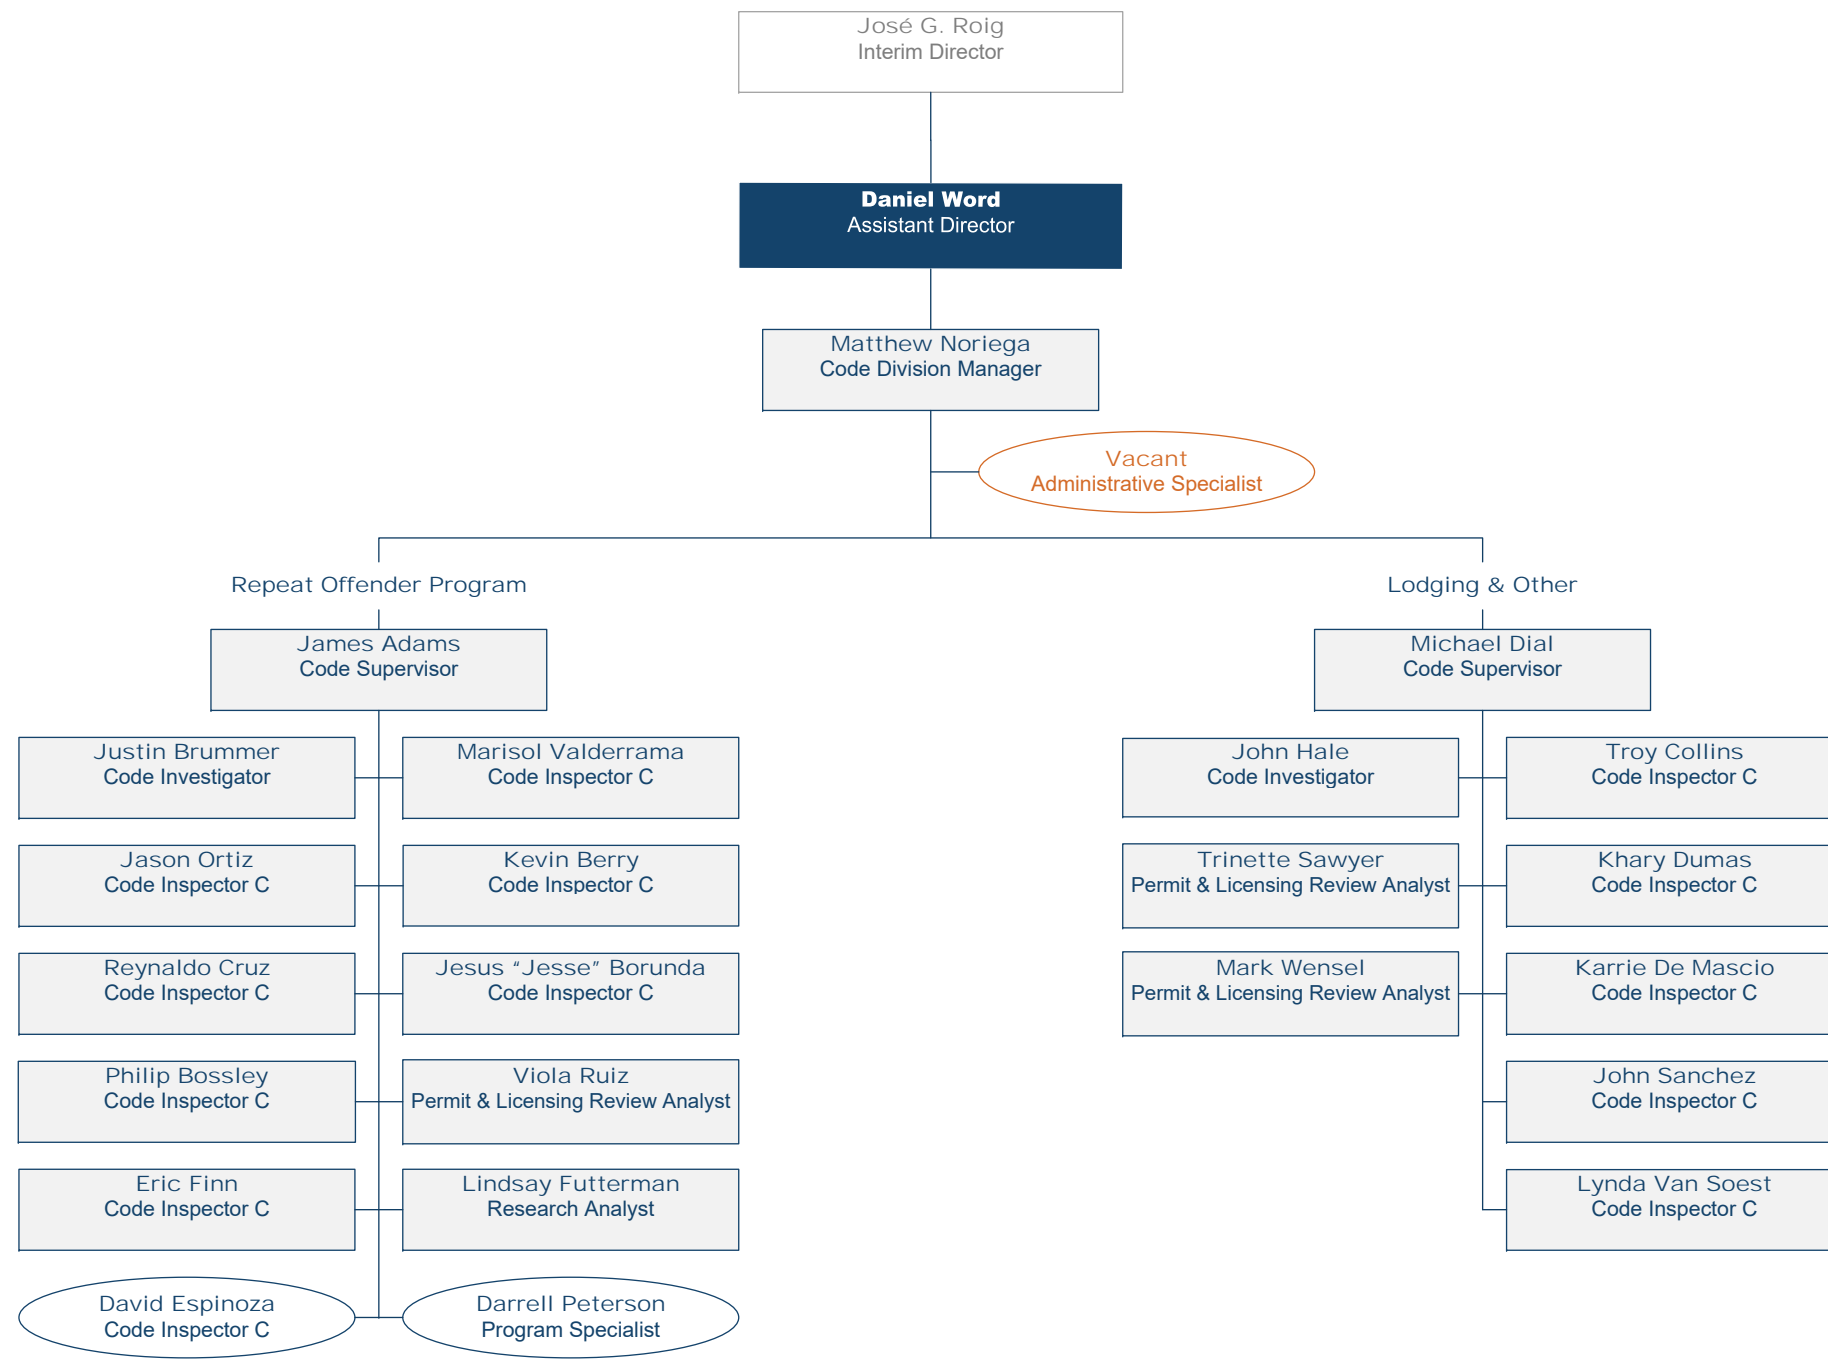 José G. Roig
Interim Director
Daniel Word
Assistant Director
Matthew Noriega
Code Division Manager
Vacant
Administrative Specialist
Repeat Offender Program
James Adams
Code Supervisor
Justin Brummer
Code Investigator
Marisol Valderrama
Code Inspector C
Jason Ortiz
Code Inspector C
Kevin Berry
Code Inspector C
Reynaldo Cruz
Code Inspector C
Jesus “Jesse” Borunda
Code Inspector C
Philip Bossley
Code Inspector C
Viola Ruiz
Permit & Licensing Review Analyst
Eric Finn
Code Inspector C
Lindsay Futterman
Research Analyst
David Espinoza
Code Inspector C
Darrell Peterson
Program Specialist
Lodging & Other
Michael Dial
Code Supervisor
John Hale
Code Investigator
Troy Collins
Code Inspector C
Trinette Sawyer
Permit & Licensing Review Analyst
Khary Dumas
Code Inspector C
Mark Wensel
Permit & Licensing Review Analyst
Karrie De Mascio
Code Inspector C
John Sanchez
Code Inspector C
Lynda Van Soest
Code Inspector C